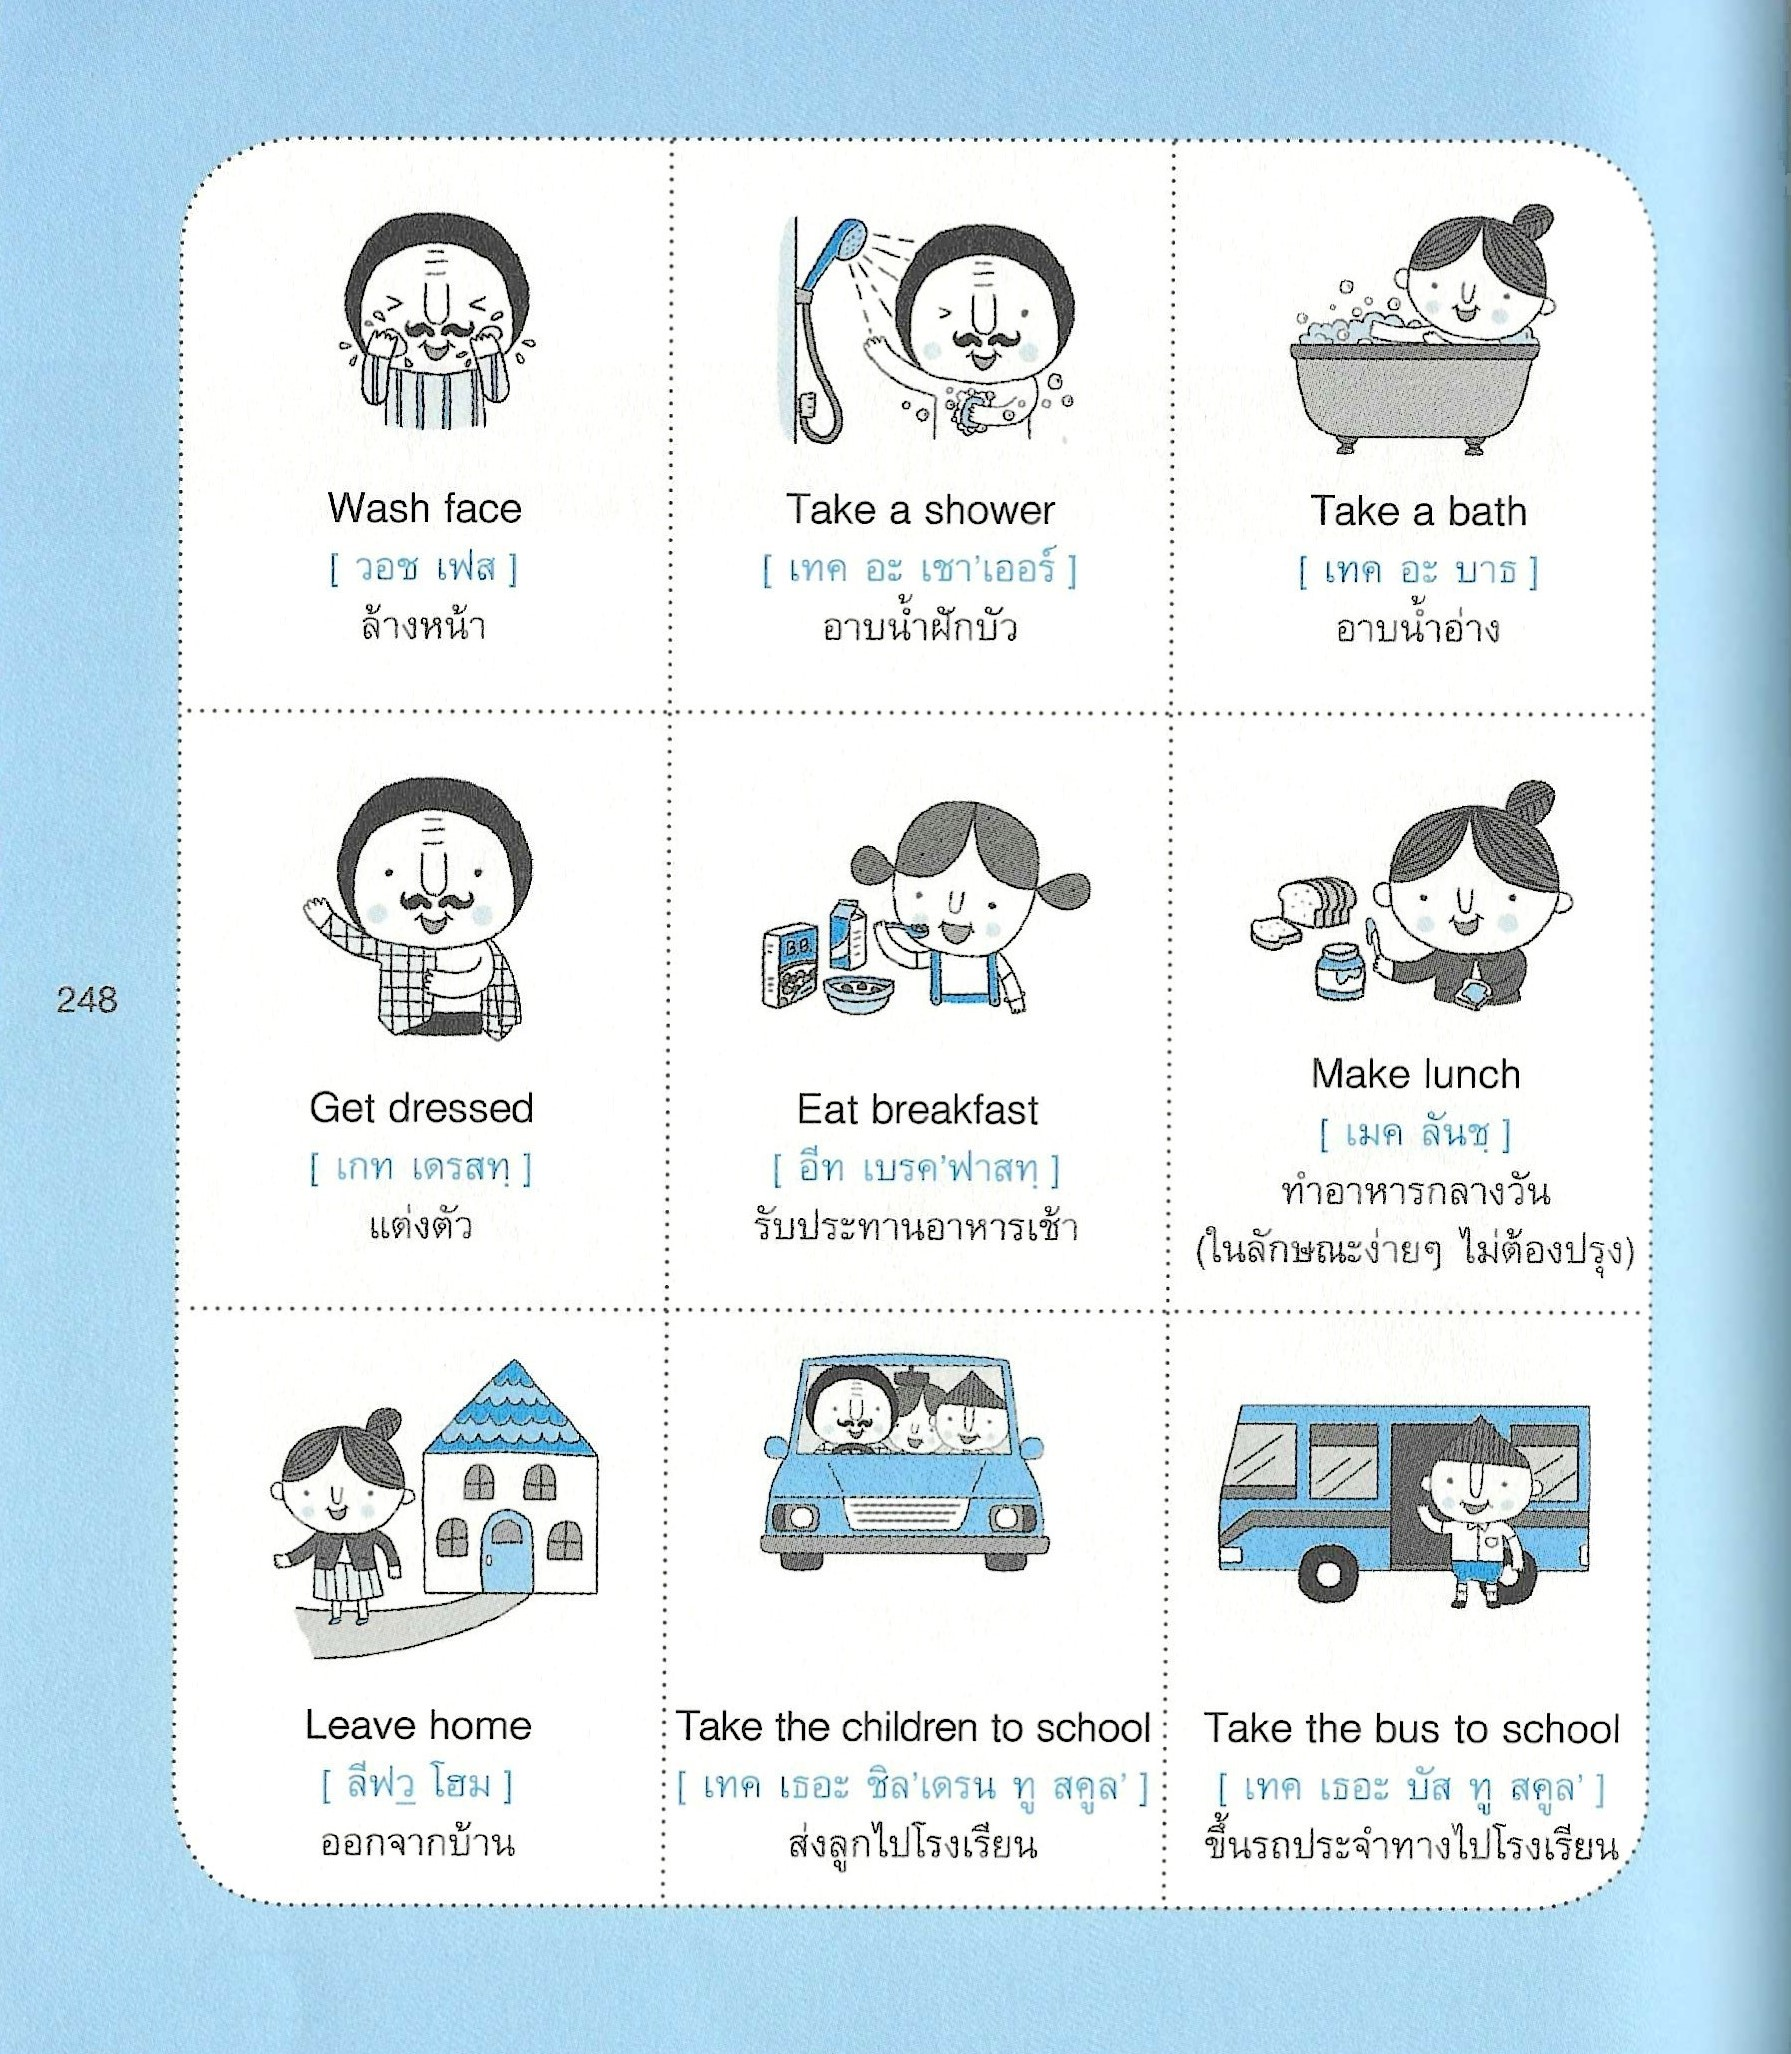 Wash face
[ วอช เฟส ]
ล้างหน้า
Take a shower
[ เทค อะ เชา’เออร์ ]
อาบน้ำฝักบัว
Take a bath
[ เทค อะ บาธ ]
อาบน้ำอ่าง
248
Get dressed
[ เกท เดรสทฺ ]
แต่งตัว
B.B.
Eat breakfast
[ อีท เบรค’ฟาสทฺ ]
รับประทานอาหารเช้า
Make lunch
[ เมค ลันชฺ ]
ทำอาหารกลางวัน
(ในลักษณะง่ายๆ ไม่ต้องปรุง)
Leave home
[ ลีฟว โฮม ]
ออกจากบ้าน
Take the children to school
[ เทค เธอะ ชิล’เดรน ทู สคูล’ ]
ส่งลูกไปโรงเรียน
Take the bus to school
[ เทค เธอะ บัส ทู สคูล’ ]
ขึ้นรถประจำทางไปโรงเรียน